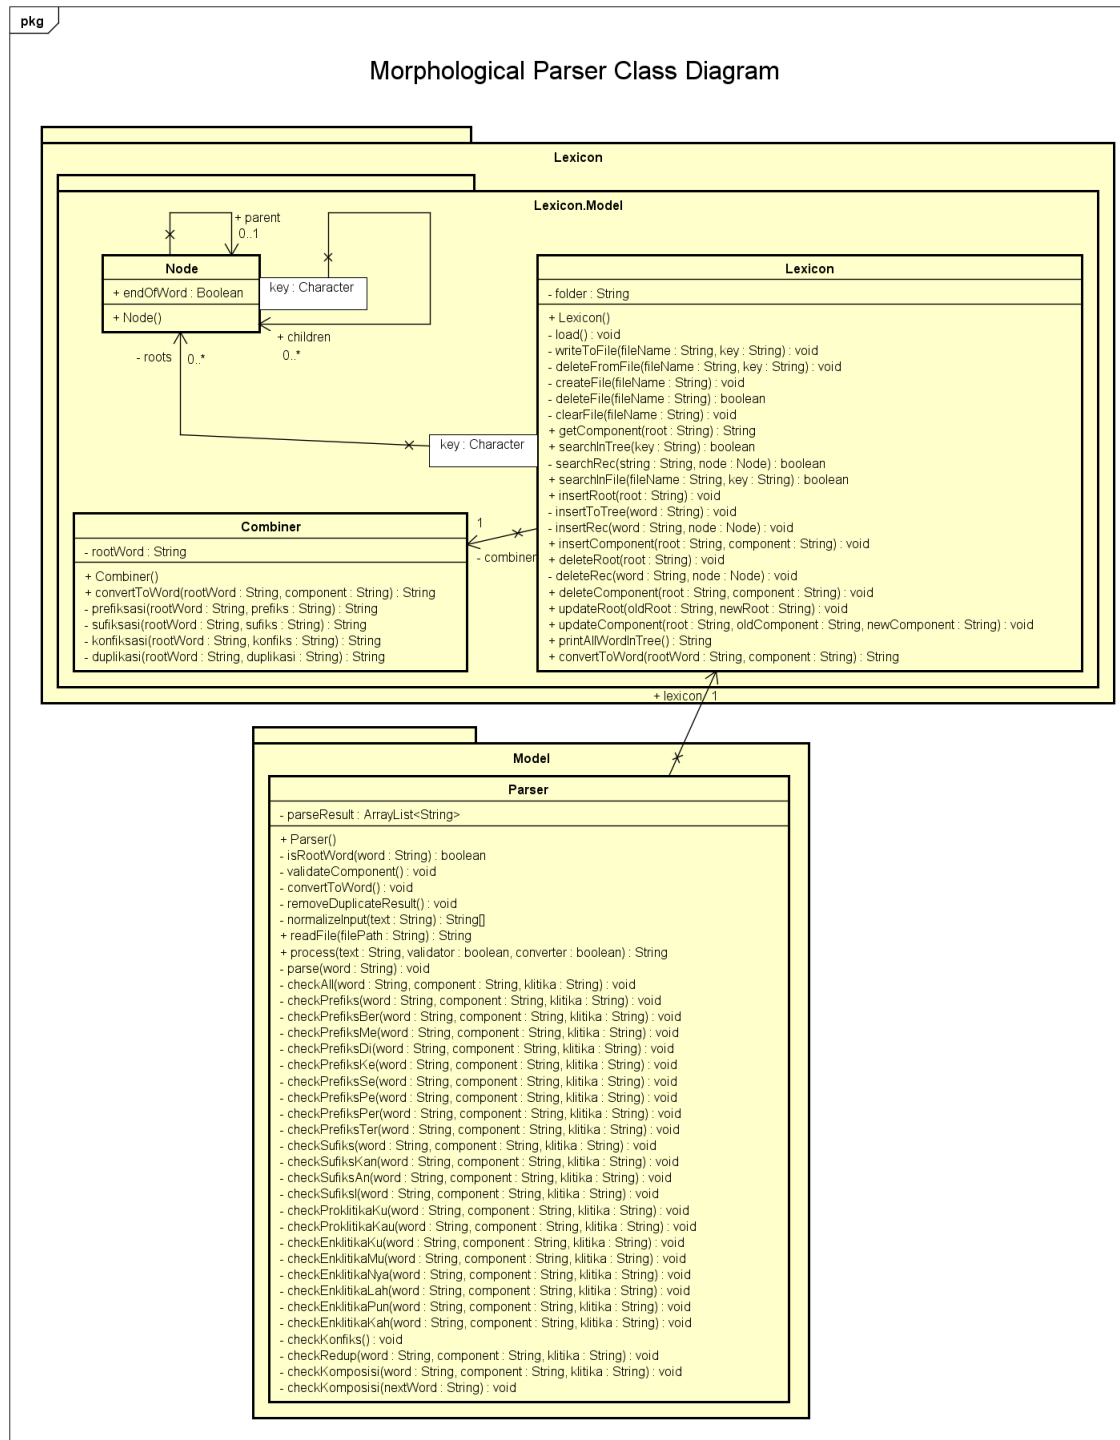 pkg
Morphological Parser Class Diagram
Lexicon
Lexicon.Model
+ parent
0..1
Node
+ endOfWord : Boolean
+ Node()
key : Character
+ children
0..*
- roots
0..*
key : Character
Lexicon
- folder : String
+ Lexicon()
- load() : void
- writeToFile(fileName : String, key : String) : void
- deleteFromFile(fileName : String, key : String) : void
- createFile(fileName : String) : void
- deleteFile(fileName : String) : boolean
- clearFile(fileName : String) : void
+ getComponent(root : String) : String
+ searchInTree(key : String) : boolean
- searchRec(string : String, node : Node) : boolean
+ searchInFile(fileName : String, key : String) : boolean
+ insertRoot(root : String) : void
- insertToTree(word : String) : void
- insertRec(word : String, node : Node) : void
+ insertComponent(root : String, component : String) : void
+ deleteRoot(root : String) : void
- deleteRec(word : String, node : Node) : void
+ deleteComponent(root : String, component : String) : void
+ updateRoot(oldRoot : String, newRoot : String) : void
+ updateComponent(root : String, oldComponent : String, newComponent : String) : void
+ printAllWordInTree() : String
+ convertToWord(rootWord : String, component : String) : String
1
- combiner
Combiner
- rootWord : String
+ Combiner()
+ convertToWord(rootWord : String, component : String) : String
- prefiksasi(rootWord : String, prefiks : String) : String
- sufiksasi(rootWord : String, sufiks : String) : String
- konfiksasi(rootWord : String, konfiks : String) : String
- duplikasi(rootWord : String, duplikasi : String) : String
+ lexicon
1
Model
Parser
- parseResult : ArrayList<String>
+ Parser()
- isRootWord(word : String) : boolean
- validateComponent() : void
- convertToWord() : void
- removeDuplicateResult() : void
- normalizeInput(text : String) : String[]
+ readFile(filePath : String) : String
+ process(text : String, validator : boolean, converter : boolean) : String
- parse(word : String) : void
- checkAll(word : String, component : String, klitika : String) : void
- checkPrefiks(word : String, component : String, klitika : String) : void
- checkPrefiksBer(word : String, component : String, klitika : String) : void
- checkPrefiksMe(word : String, component : String, klitika : String) : void
- checkPrefiksDi(word : String, component : String, klitika : String) : void
- checkPrefiksKe(word : String, component : String, klitika : String) : void
- checkPrefiksSe(word : String, component : String, klitika : String) : void
- checkPrefiksPe(word : String, component : String, klitika : String) : void
- checkPrefiksPer(word : String, component : String, klitika : String) : void
- checkPrefiksTer(word : String, component : String, klitika : String) : void
- checkSufiks(word : String, component : String, klitika : String) : void
- checkSufiksKan(word : String, component : String, klitika : String) : void
- checkSufiksAn(word : String, component : String, klitika : String) : void
- checkSufiksI(word : String, component : String, klitika : String) : void
- checkProklitikaKu(word : String, component : String, klitika : String) : void
- checkProklitikaKau(word : String, component : String, klitika : String) : void
- checkEnklitikaKu(word : String, component : String, klitika : String) : void
- checkEnklitikaMu(word : String, component : String, klitika : String) : void
- checkEnklitikaNya(word : String, component : String, klitika : String) : void
- checkEnklitikaLah(word : String, component : String, klitika : String) : void
- checkEnklitikaPun(word : String, component : String, klitika : String) : void
- checkEnklitikaKah(word : String, component : String, klitika : String) : void
- checkKonfiks() : void
- checkRedup(word : String, component : String, klitika : String) : void
- checkKomposisi(word : String, component : String, klitika : String) : void
- checkKomposisi(nextWord : String) : void